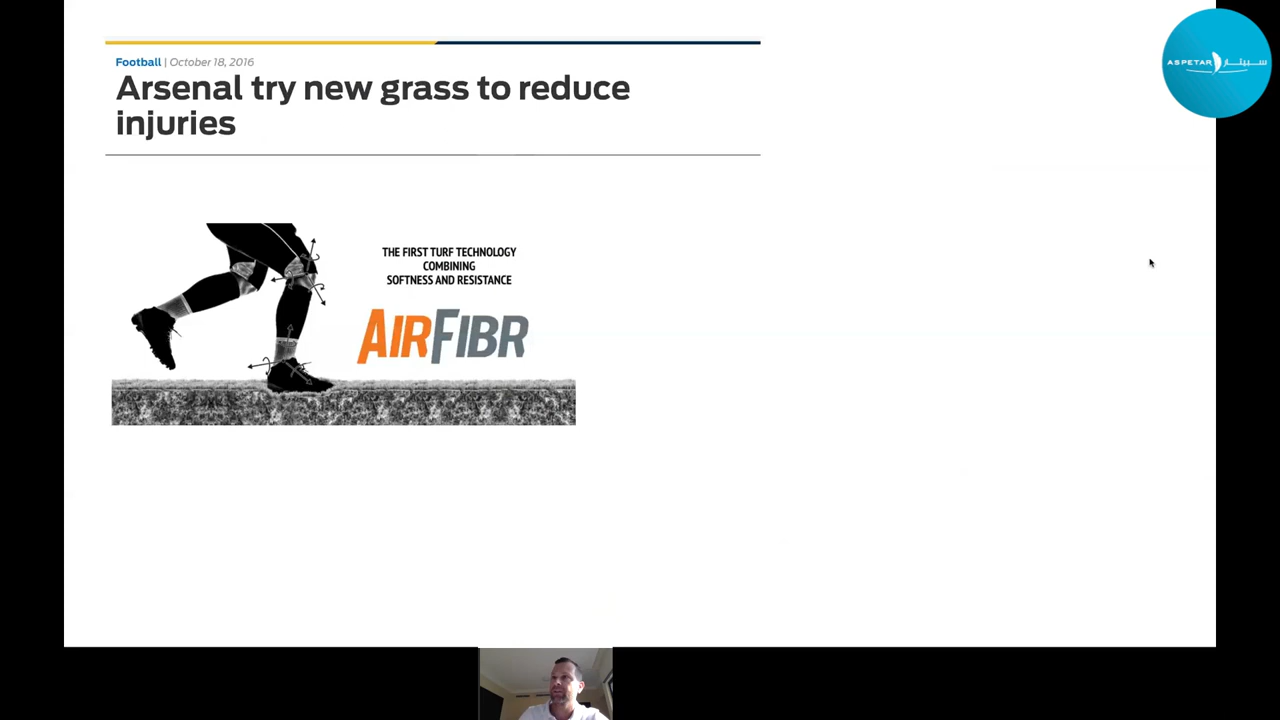 Football | October 18, 2016
Arsenal try new grass to reduce
injuries
THE FIRST TURF TECHNOLOGY
COMBINING
SOFTNESS AND RESISTANCE
AIRFIBR
ASPETAR سبيتار